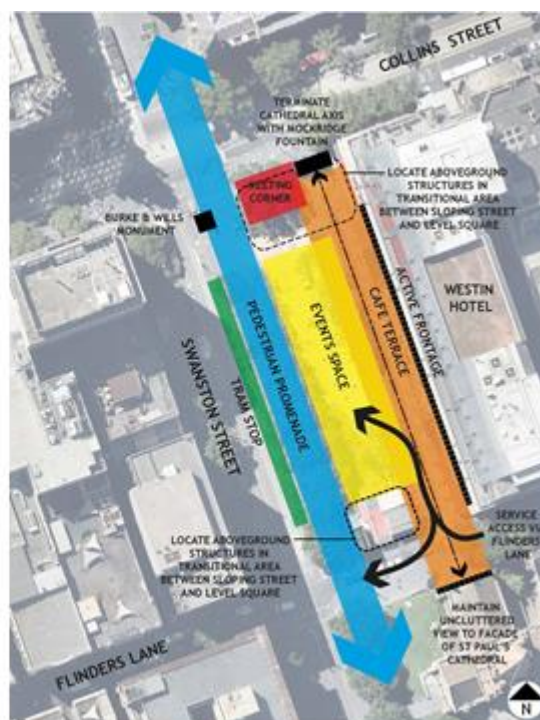 COLLINS STREET
TERMINATE
CATHEDRAL AXIS
WITH MOCKRIDGE
FOUNTAIN
MEETING
CORNER
LOCATE ABOVEGROUND
STRUCTURES IN
TRANSITIONAL AREA
BETWEEN SLOPING STREET
AND LEVEL SQUARE
BURKE & WILLS
MONUMENT
PEDESTRIAN PROMENADE
EVENTS SPACE
CAFE TERRACE
ACTIVE FRONTAGE
WESTIN
HOTEL
SWANSTON STREET
TRAM STOP
LOCATE ABOVEGROUND
STRUCTURES IN
TRANSITIONAL AREA
BETWEEN SLOPING STREET
AND LEVEL SQUARE
SERVICE
ACCESS VIA
FLINDERS
LANE
MAINTAIN
UNCLUTTERED
VIEW TO FACADE
OF ST PAUL'S
CATHEDRAL
FLINDERS LANE
N